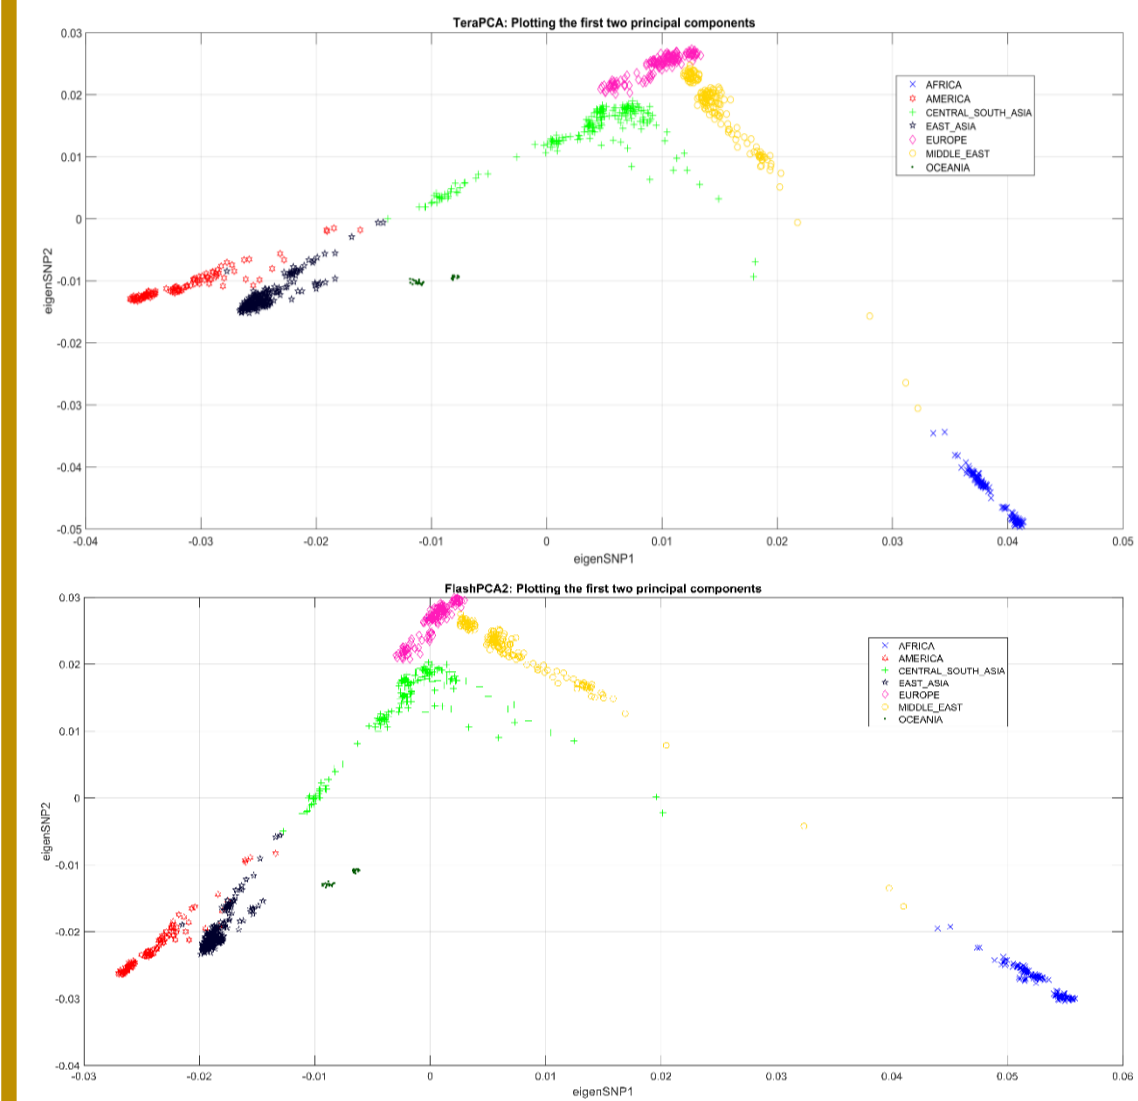 TeraPCA: Plotting the first two principal components
0.03
0.02
0.01
0
-0.01
-0.02
-0.03
-0.04
-0.05
eigenSNP2
AFRICA
AMERICA
CENTRAL_SOUTH_ASIA
EAST_ASIA
EUROPE
MIDDLE_EAST
OCEANIA
-0.04 -0.03 -0.02 -0.01 0 0.01 0.02 0.03 0.04 0.05
eigenSNP1
FlashPCA2: Plotting the first two principal components
0.03
0.02
0.01
0
-0.01
-0.02
-0.03
-0.04
eigenSNP2
AFRICA
AMERICA
CENTRAL_SOUTH_ASIA
EAST_ASIA
EUROPE
MIDDLE_EAST
OCEANIA
-0.03 -0.02 -0.01 0 0.01 0.02 0.03 0.04 0.05 0.06
eigenSNP1